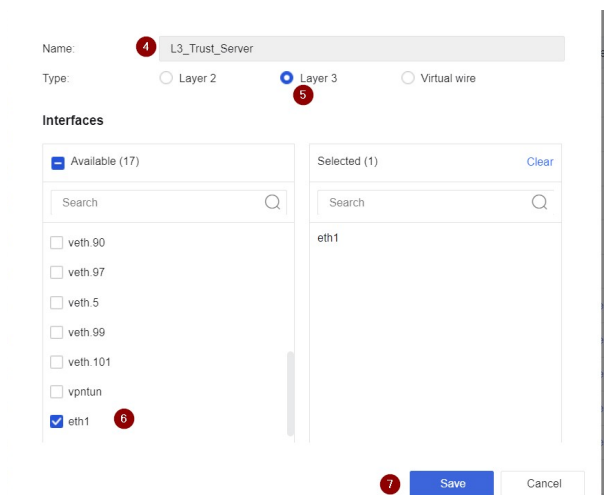 Name: 4 L3_Trust_Server
Type: Layer 2 Layer 3 Virtual wire
5
Interfaces
Available (17) Selected (1) Clear
Search Search
veth.90 eth1
veth.97
veth.5
veth.99
veth.101
vpntun
eth1 6
7 Save Cancel